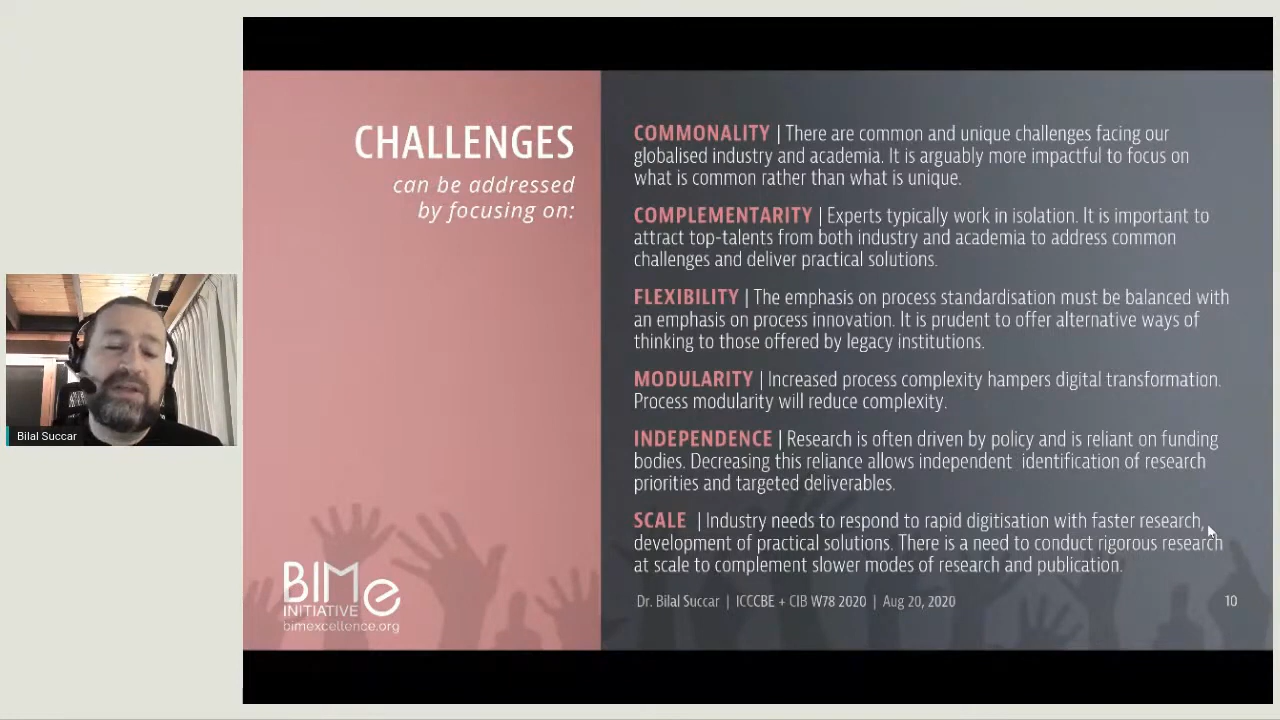 CHALLENGES
can be addressed
by focusing on:
COMMONALITY | There are common and unique challenges facing our
globalised industry and academia. It is arguably more impactful to focus on
what is common rather than what is unique.
COMPLEMENTARITY | Experts typically work in isolation. It is important to
attract top-talents from both industry and academia to address common
challenges and deliver practical solutions.
FLEXIBILITY | The emphasis on process standardisation must be balanced with
an emphasis on process innovation. It is prudent to offer alternative ways of
thinking to those offered by legacy institutions.
MODULARITY | Increased process complexity hampers digital transformation.
Process modularity will reduce complexity.
INDEPENDENCE | Research is often driven by policy and is reliant on funding
bodies. Decreasing this reliance allows independent identification of research
priorities and targeted deliverables.
SCALE | Industry needs to respond to rapid digitisation with faster research,
development of practical solutions. There is a need to conduct rigorous research
at scale to complement slower modes of research and publication.
Dr. Bilal Succar | ICCCBE + CIB W78 2020 | Aug 20, 2020
10
BIMe
INITIATIVE
bimexcellence.org
Bilal Succar